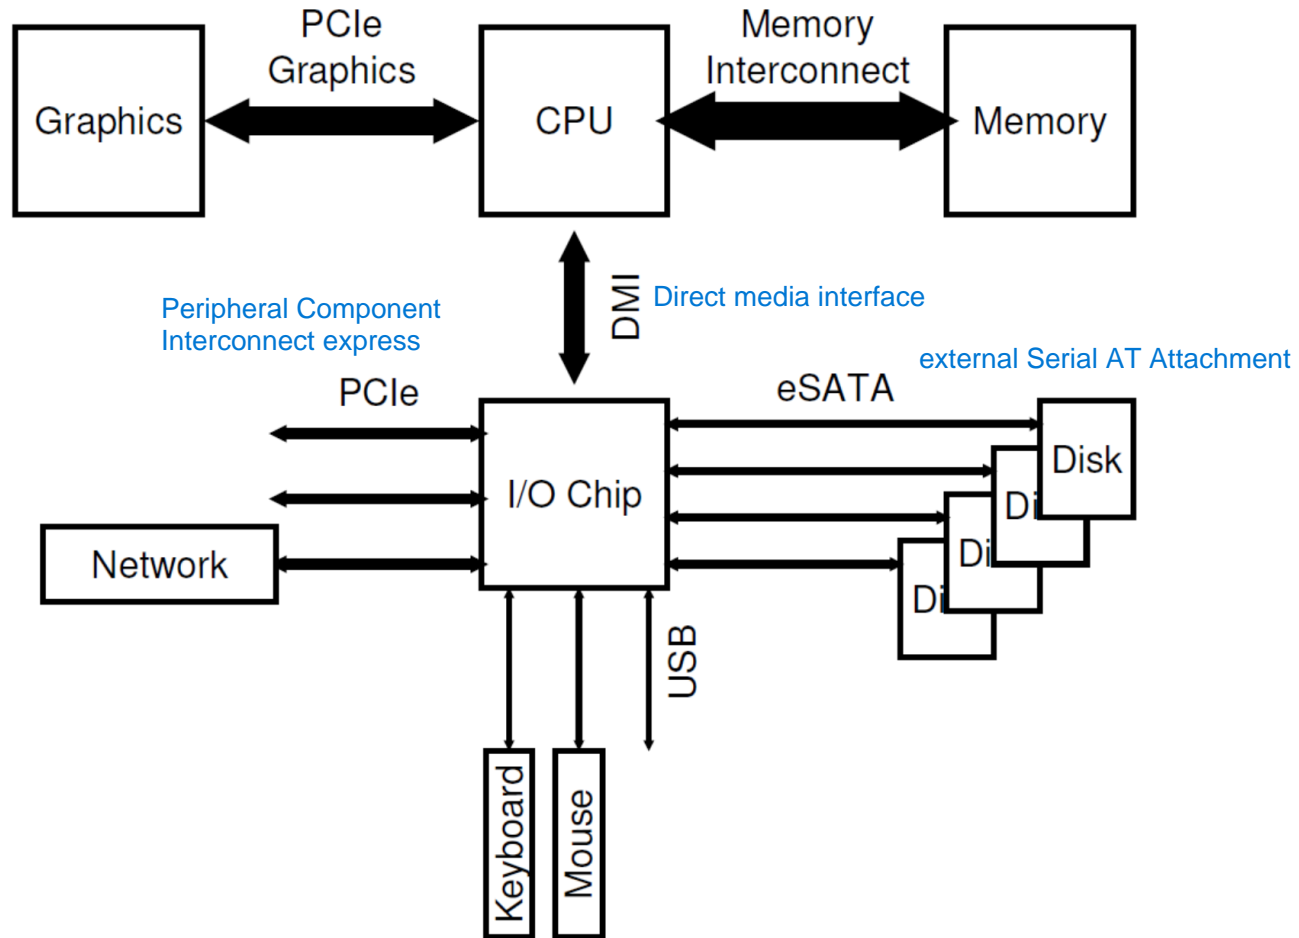 PCIe
Graphics
Memory
Interconnect
Graphics
CPU
Memory
DMI
Direct media interface
Peripheral Component
Interconnect express
external Serial AT Attachment
PCIe
eSATA
I/O Chip
Disk
Di
Di
Di
Network
USB
Keyboard
Mouse